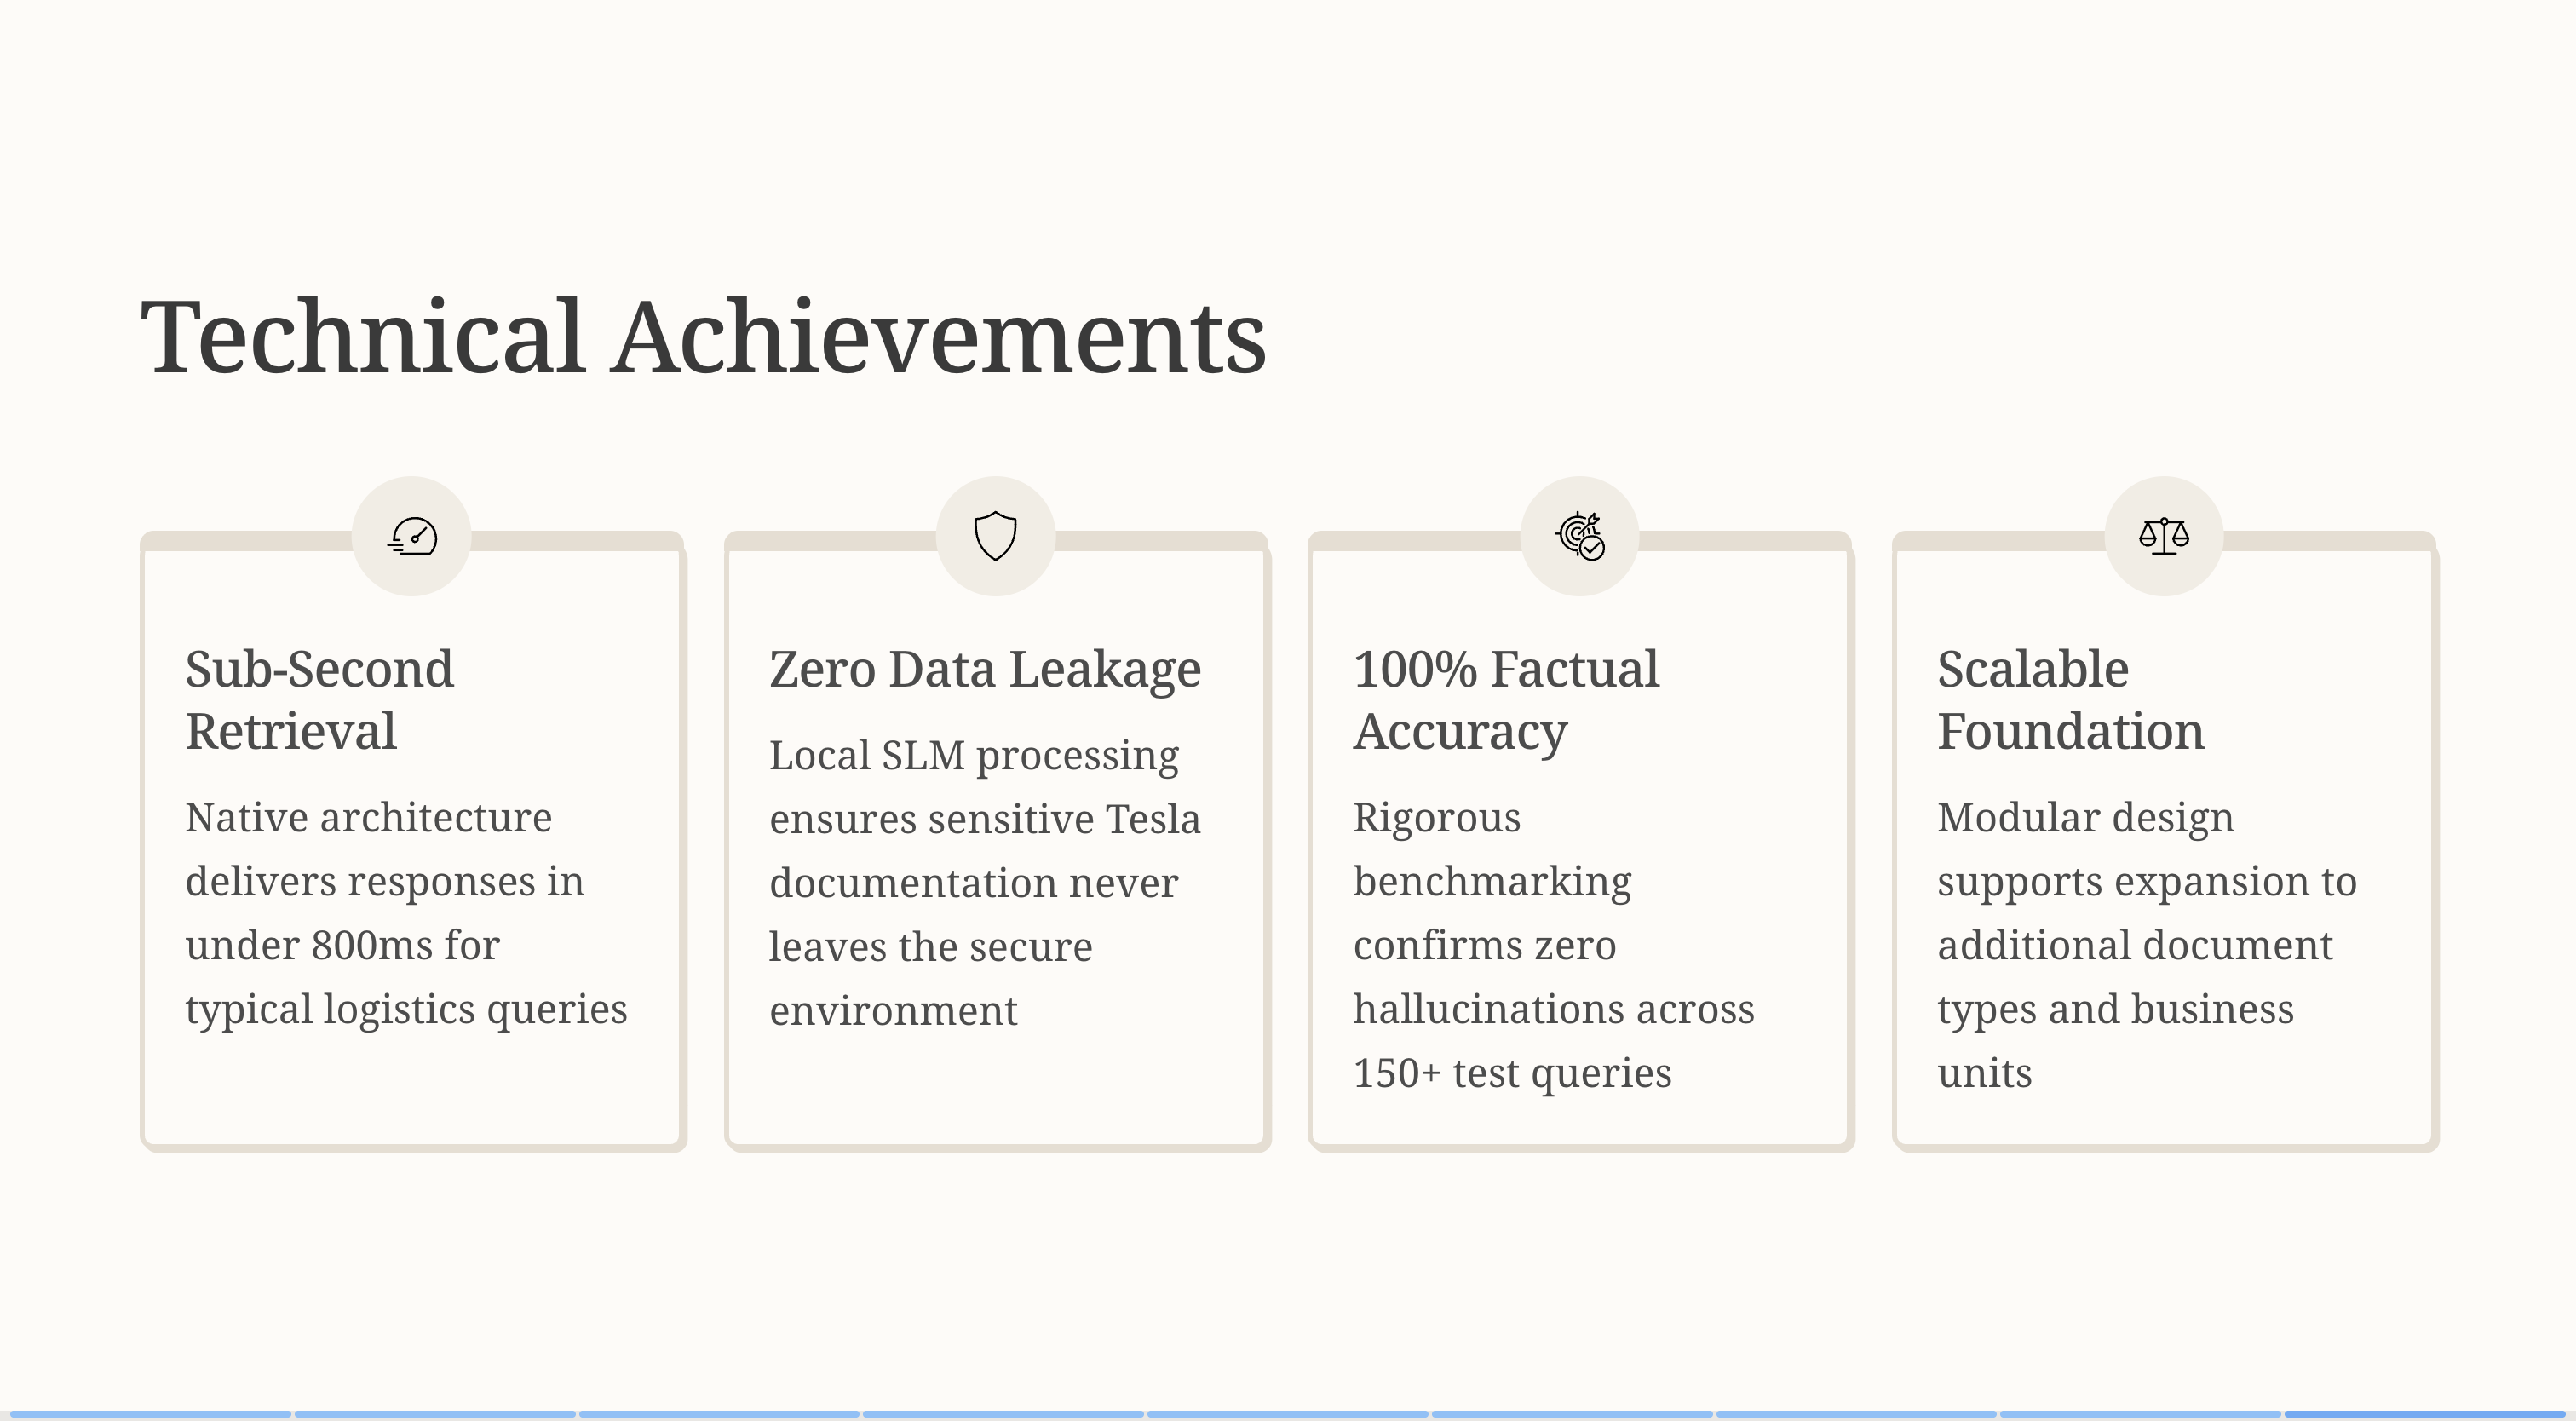 Technical Achievements
Sub-Second
Retrieval
Native architecture
delivers responses in
under 800ms for
typical logistics queries
Zero Data Leakage
Local SLM processing
ensures sensitive Tesla
documentation never
leaves the secure
environment
100% Factual
Accuracy
Rigorous
benchmarking
confirms zero
hallucinations across
150+ test queries
Scalable
Foundation
Modular design
supports expansion to
additional document
types and business
units